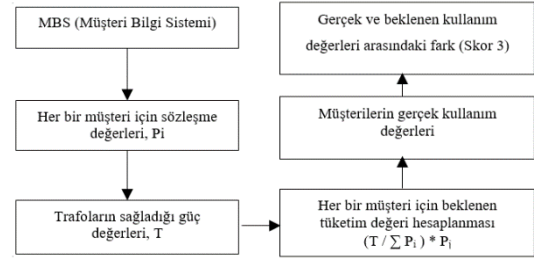 MBS (Müşteri Bilgi Sistemi)
Her bir müşteri için sözleşme
değerleri, Pi
Trafoların sağladığı güç
değerleri, T
Her bir müşteri için beklenen
tüketim değeri hesaplanması
(T / ∑ Pᵢ ) * Pⱼ
Müşterilerin gerçek kullanım
değerleri
Gerçek ve beklenen kullanım
değerleri arasındaki fark (Skor 3)